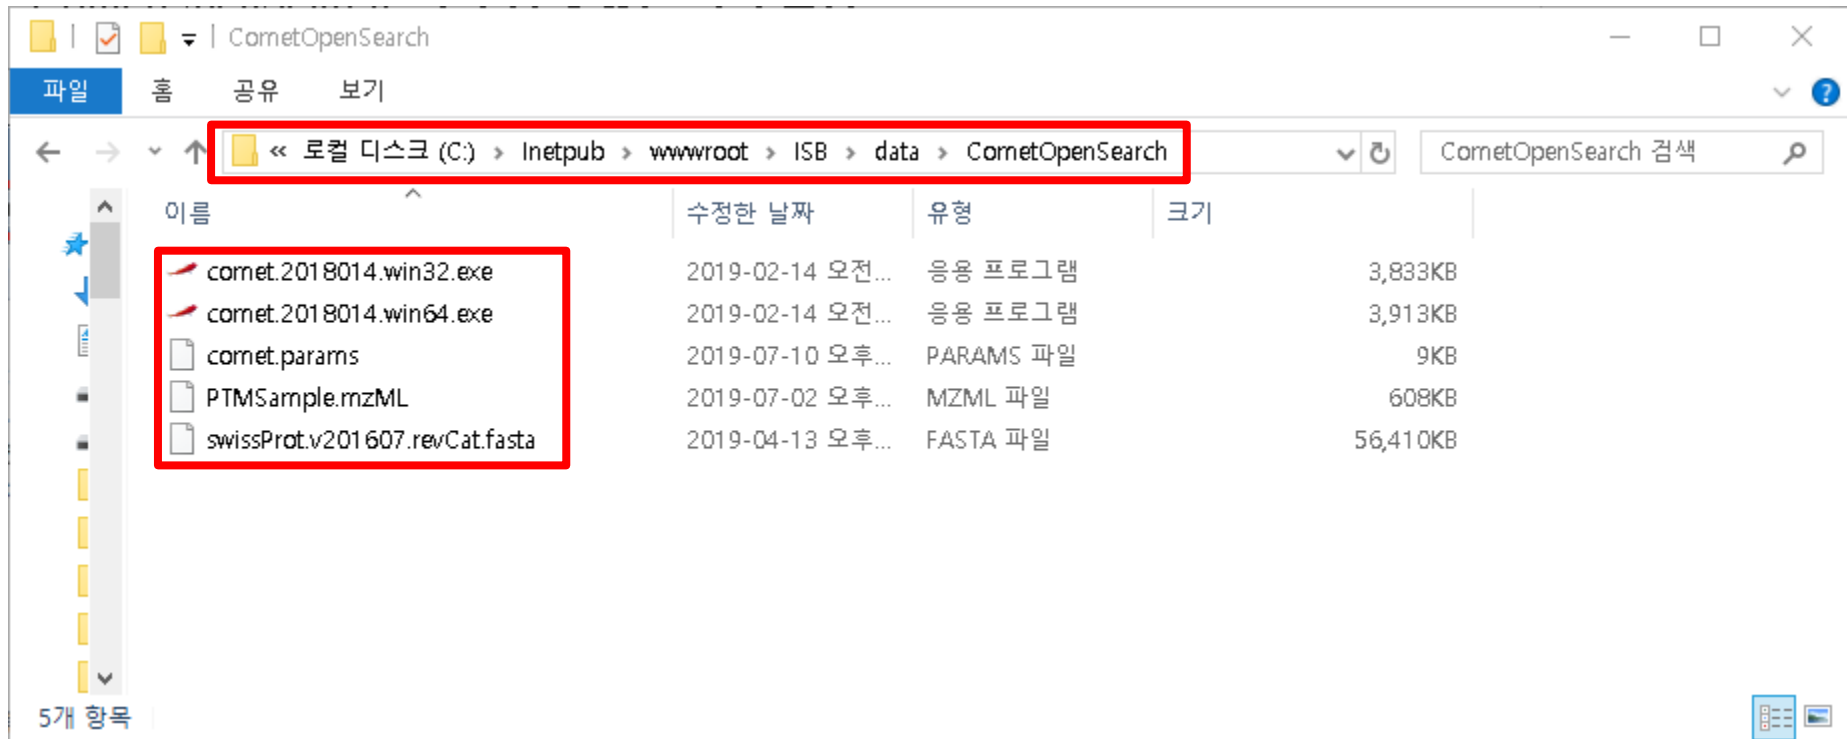 CometOpenSearch
파일 홈 공유 보기
« 로컬 디스크 (C:) › Inetpub › wwwroot › ISB › data › CometOpenSearch
CometOpenSearch 검색
이름 수정한 날짜 유형 크기
comet.2018014.win32.exe 2019-02-14 오전... 응용 프로그램 3,833KB
comet.2018014.win64.exe 2019-02-14 오전... 응용 프로그램 3,913KB
comet.params 2019-07-10 오후... PARAMS 파일 9KB
PTMSample.mzML 2019-07-02 오후... MZML 파일 608KB
swissProt.v201607.revCat.fasta 2019-04-13 오후... FASTA 파일 56,410KB
5개 항목